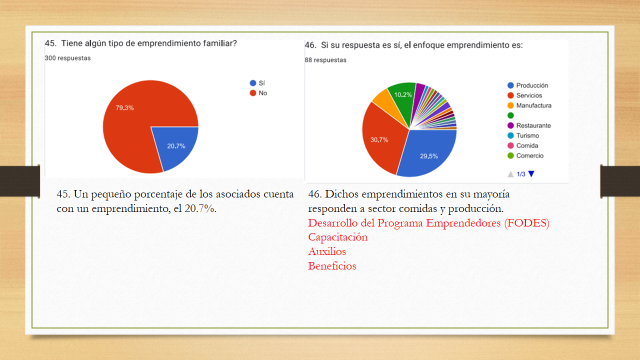 45. Tiene algún tipo de emprendimiento familiar?
300 respuestas
79,3%
20,7%
Sí
No
45. Un pequeño porcentaje de los asociados cuenta
con un emprendimiento, el 20.7%.
46. Si su respuesta es sí, el enfoque emprendimiento es:
88 respuestas
10,2%
30,7%
29,5%
Producción
Servicios
Manufactura
Restaurante
Turismo
Comida
Comercio
1/3
46. Dichos emprendimientos en su mayoría
responden a sector comidas y producción.
Desarrollo del Programa Emprendedores (FODES)
Capacitación
Auxilios
Beneficios